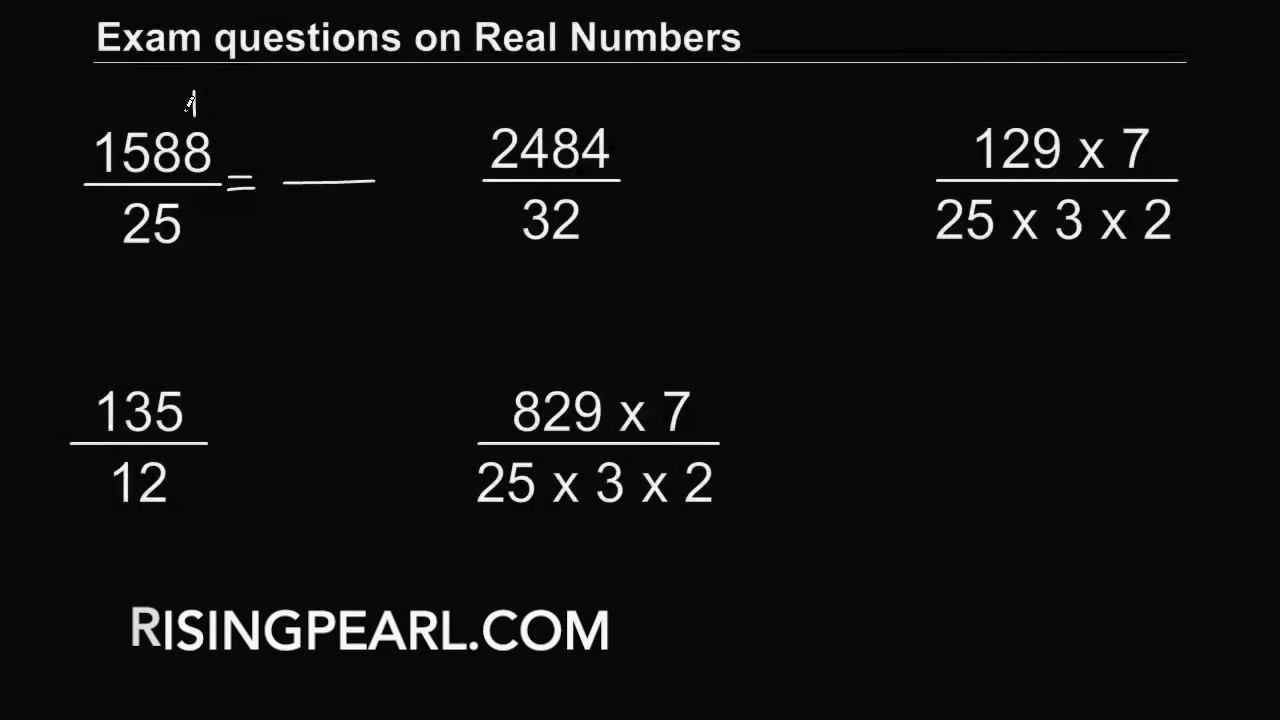 Exam questions on Real Numbers
1
1588 = 2484 129 x 7
25 32 25 x 3 x 2
135 829 x 7
12 25 x 3 x 2
RISINGPEARL.COM